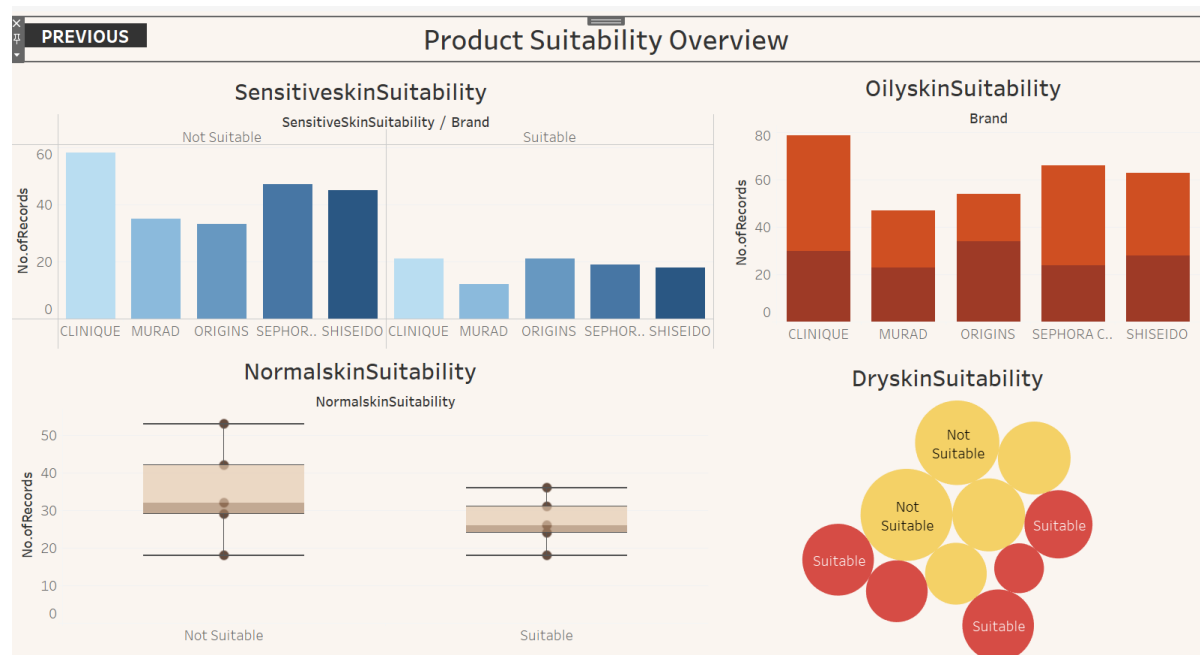 PREVIOUS
Product Suitability Overview
SensitiveskinSuitability
SensitiveSkinSuitability / Brand
Not Suitable
Suitable
No.ofRecords
60
40
20
0
CLINIQUE
MURAD
ORIGINS
SEPHOR..
SHISEIDO
CLINIQUE
MURAD
ORIGINS
SEPHOR..
SHISEIDO
OilyskinSuitability
Brand
No.ofRecords
80
60
40
20
0
CLINIQUE
MURAD
ORIGINS
SEPHORA C..
SHISEIDO
NormalskinSuitability
NormalskinSuitability
No.ofRecords
50
40
30
20
10
0
Not Suitable
Suitable
DryskinSuitability
Not
Suitable
Not
Suitable
Suitable
Suitable
Suitable